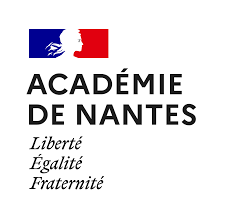 ACADÉMIE
DE NANTES
Liberté
Égalité
Fraternité